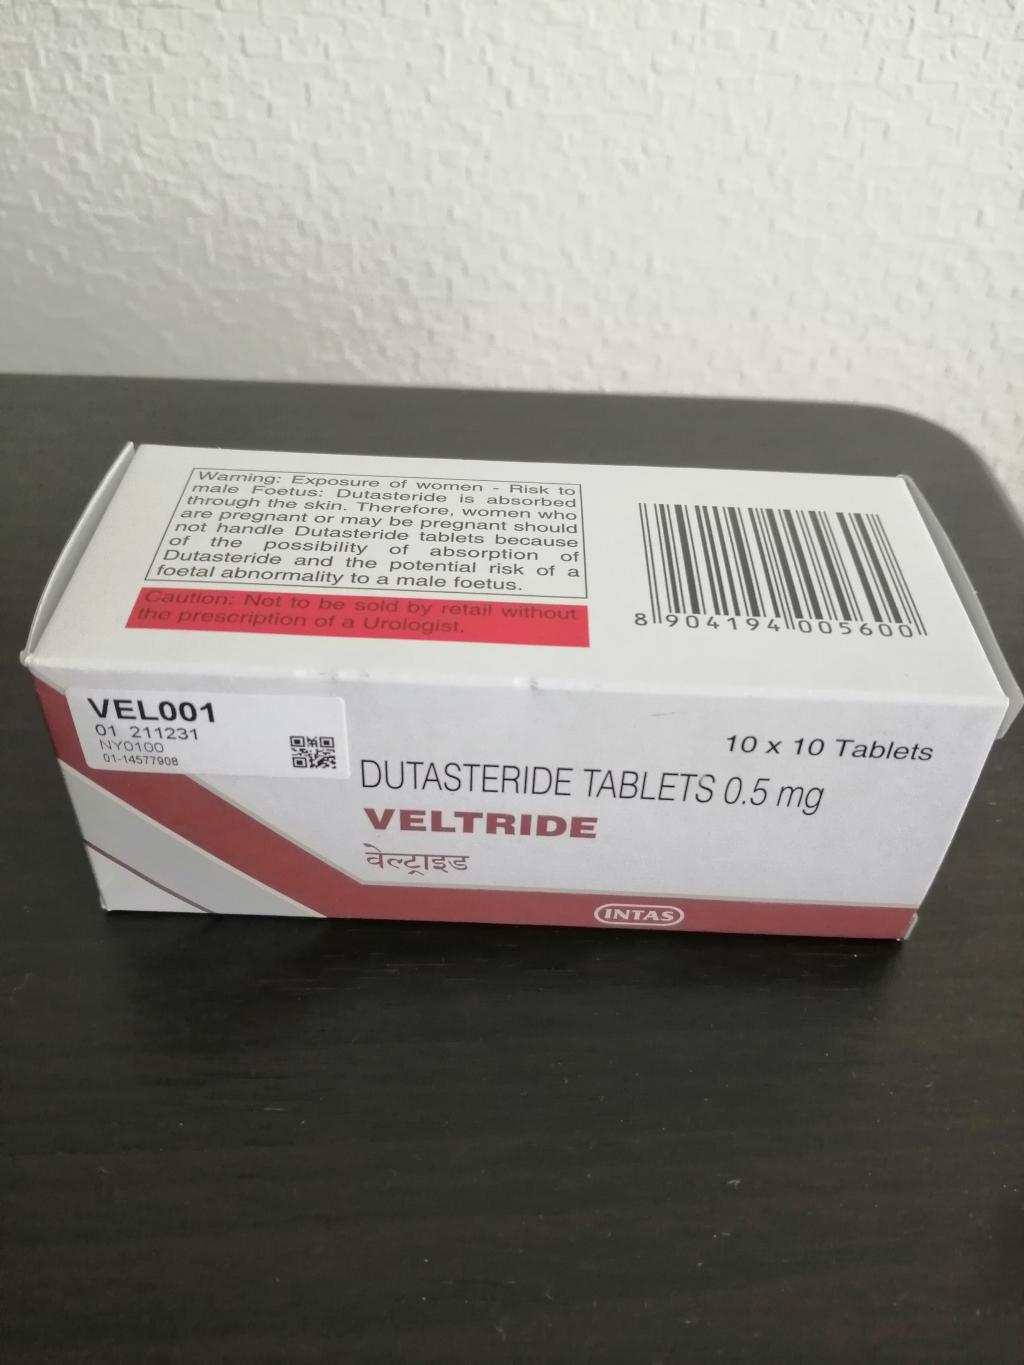 Warning: Exposure of women - Risk to
male Foetus: Dutasteride is absorbed
through the skin. Therefore, women who
are pregnant or may be pregnant should
not handle Dutasteride tablets because
of the possibility of absorption of
Dutasteride and the potential risk of a
foetal abnormality to a male foetus.
Caution: Not to be sold by retail without
the prescription of a Urologist.
8 904194 005600
VEL001
01 211231
NY0100
01-14577908
10 x 10 Tablets
DUTASTERIDE TABLETS 0.5 mg
VELTRIDE
वेल्ट्राइड
INTAS